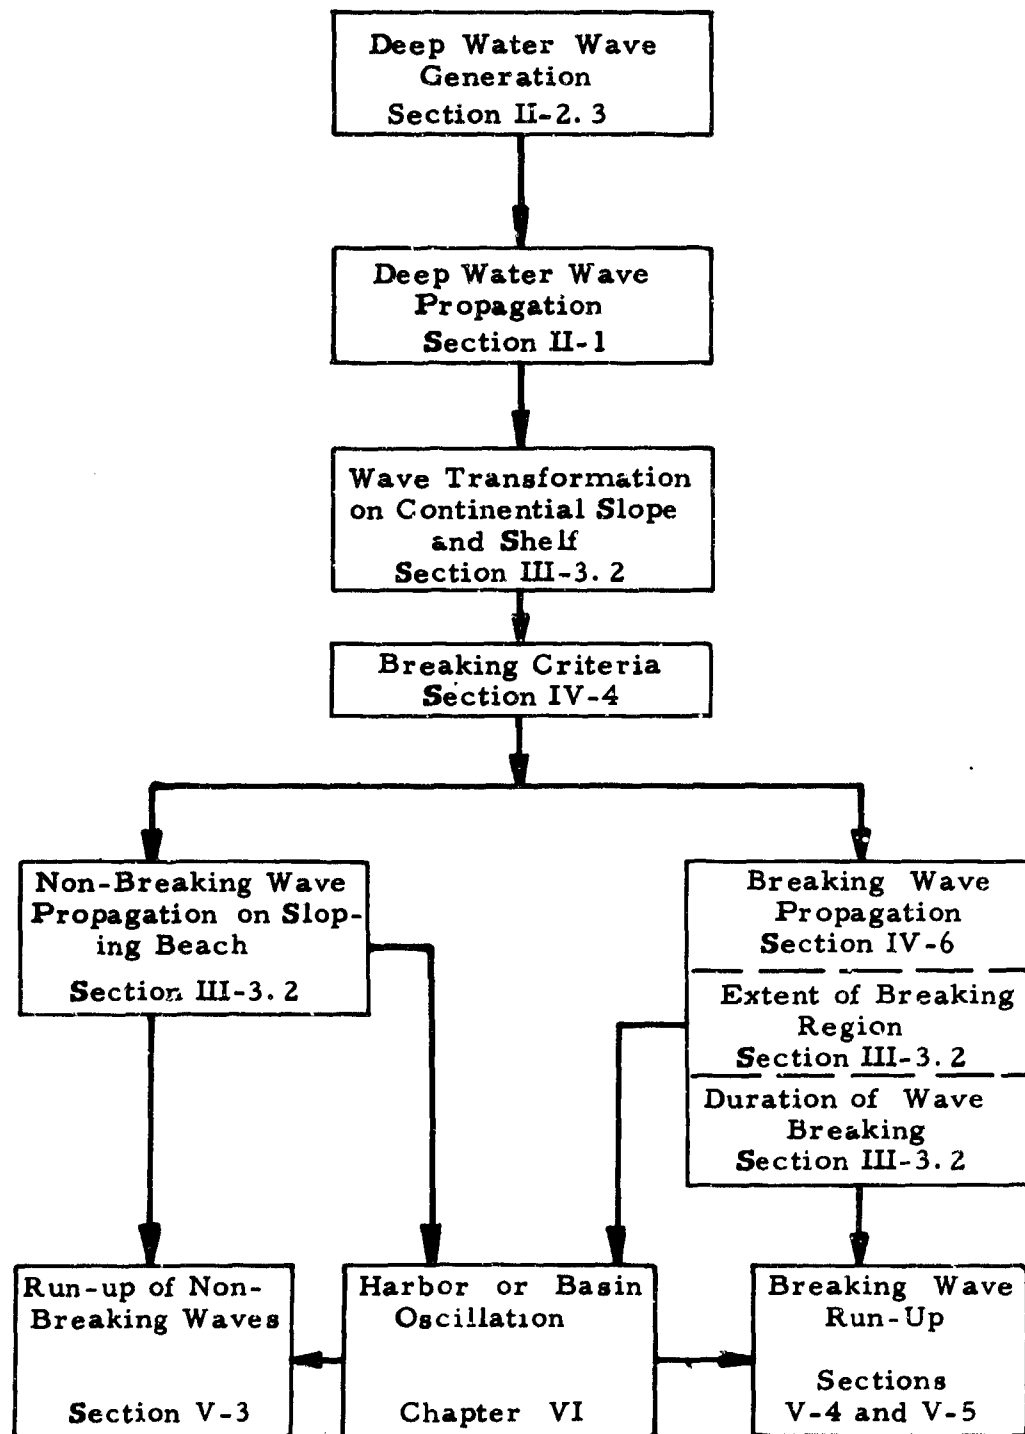 Deep Water Wave
Generation
Section II-2.3
Deep Water Wave
Propagation
Section II-1
Wave Transformation
on Continential Slope
and Shelf
Section III-3.2
Breaking Criteria
Section IV-4
Non-Breaking Wave
Propagation on Slop-
ing Beach
Section III-3.2
Breaking Wave
Propagation
Section IV-6
Extent of Breaking
Region
Section III-3.2
Duration of Wave
Breaking
Section III-3.2
Run-up of Non-
Breaking Waves
Section V-3
Harbor or Basin
Oscillation
Chapter VI
Breaking Wave
Run-Up
Sections
V-4 and V-5